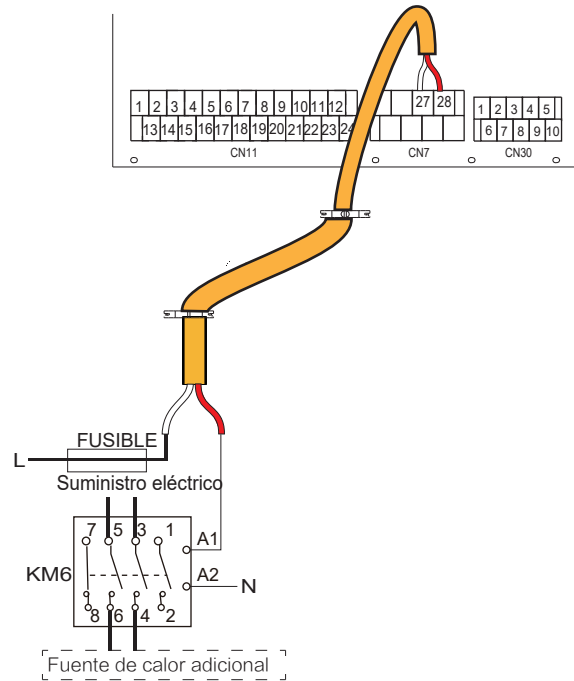 27 28
1 2 3 4 5 6 7 8 9 10 11 12
13 14 15 16 17 18 19 20 21 22 23 24
1 2 3 4 5
6 7 8 9 10
CN11
CN7
CN30
FUSIBLE
L
Suministro eléctrico
7 5 3 1
A1
KM6
A2
N
8 6 4 2
Fuente de calor adicional